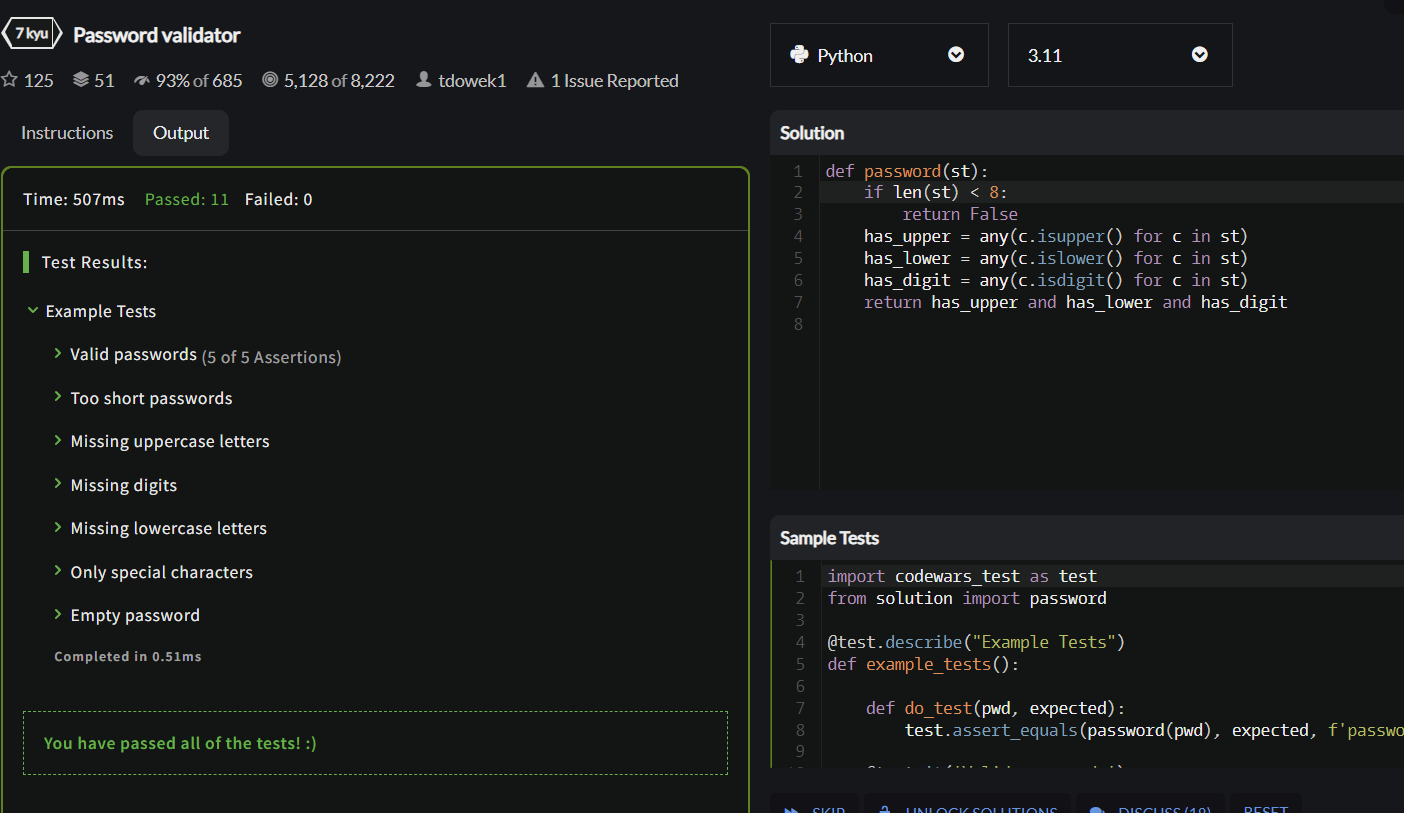 7 kyu Password validator
125 51 93% of 685 5,128 of 8,222 tdowek1 1 Issue Reported
Instructions Output
Time: 507ms Passed: 11 Failed: 0
Test Results:
Example Tests
Valid passwords (5 of 5 Assertions)
Too short passwords
Missing uppercase letters
Missing digits
Missing lowercase letters
Only special characters
Empty password
Completed in 0.51ms
You have passed all of the tests! :)
Python 3.11
Solution
1 def password(st):
2     if len(st) < 8:
3         return False
4     has_upper = any(c.isupper() for c in st)
5     has_lower = any(c.islower() for c in st)
6     has_digit = any(c.isdigit() for c in st)
7     return has_upper and has_lower and has_digit
8
Sample Tests
1 import codewars_test as test
2 from solution import password
3
4 @test.describe("Example Tests")
5 def example_tests():
6
7     def do_test(pwd, expected):
8         test.assert_equals(password(pwd), expected, f'passwo
9
SKIP UNLOCK SOLUTIONS DISCUSS (18) RESET